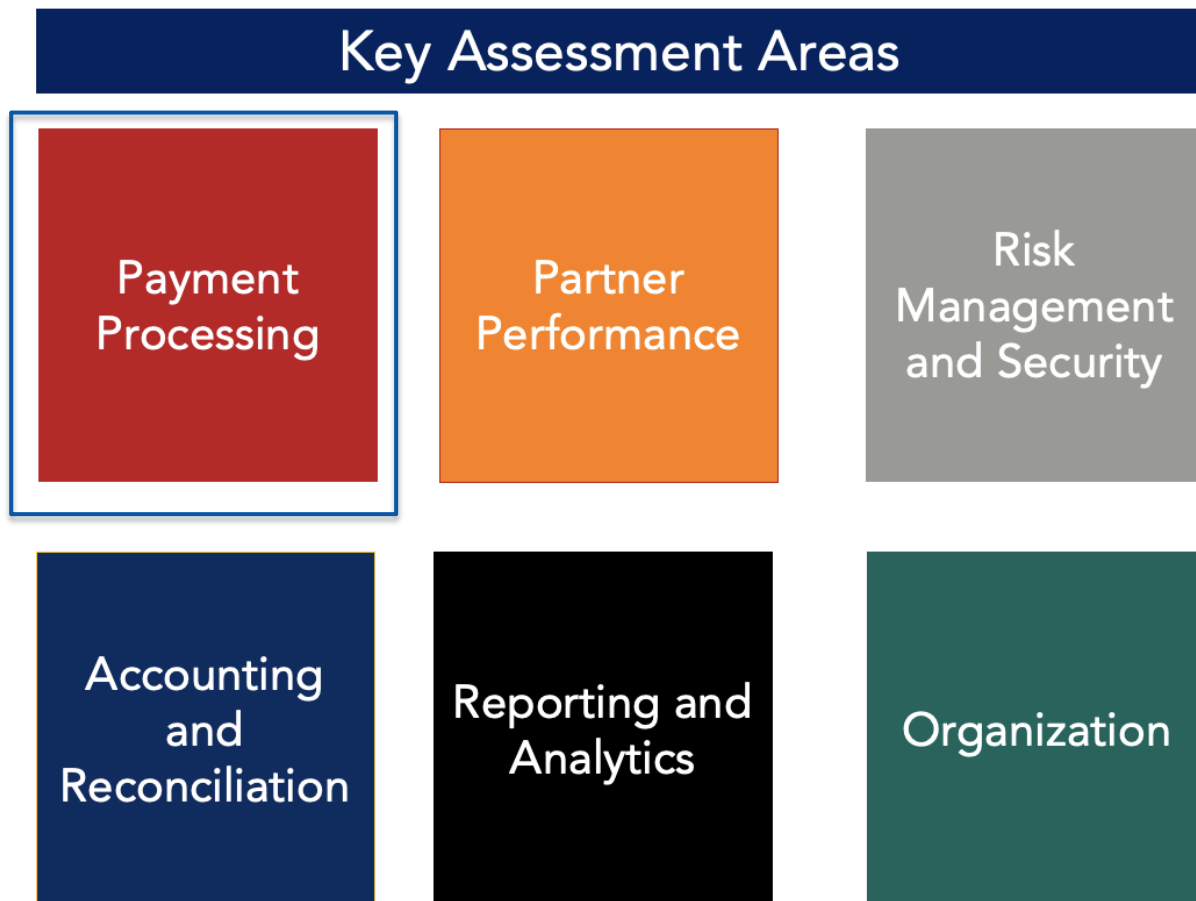 Key Assessment Areas
Payment
Processing
Partner
Performance
Risk
Management
and Security
Accounting
and
Reconciliation
Reporting and
Analytics
Organization